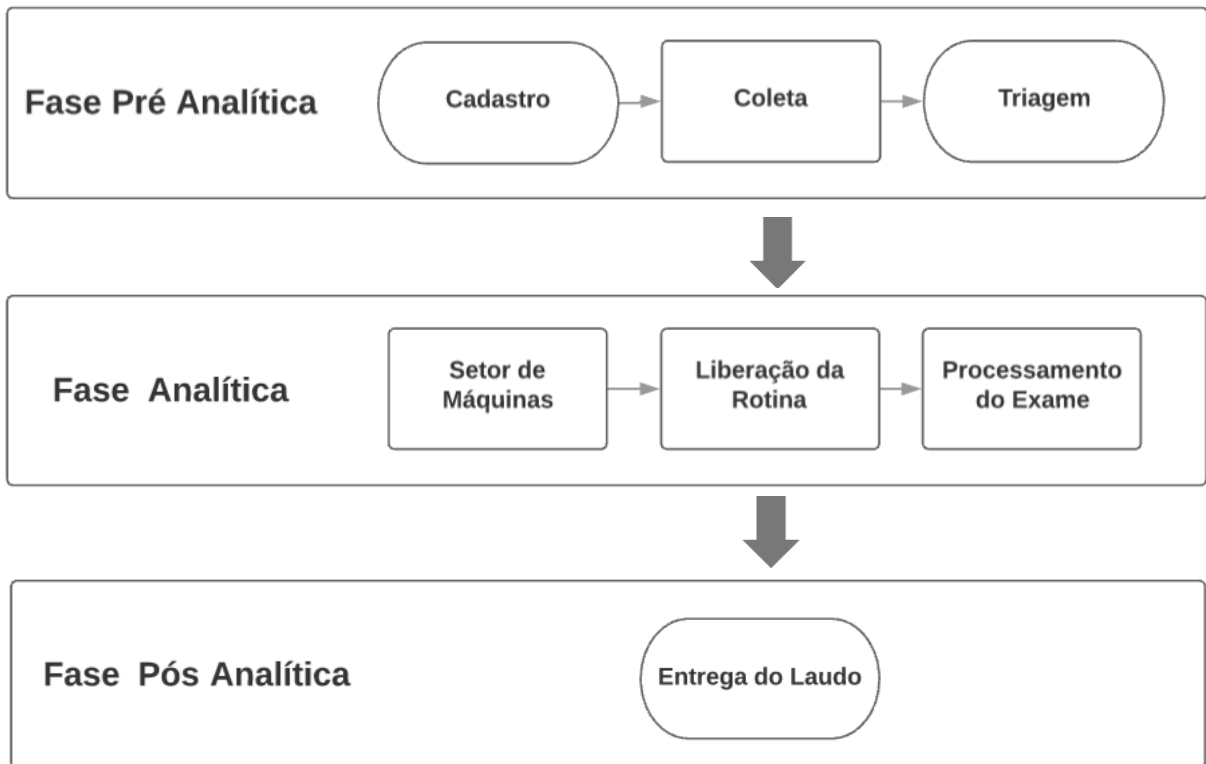 Fase Pré Analítica
Cadastro
Coleta
Triagem
Fase Analítica
Setor de
Máquinas
Liberação da
Rotina
Processamento
do Exame
Fase Pós Analítica
Entrega do Laudo